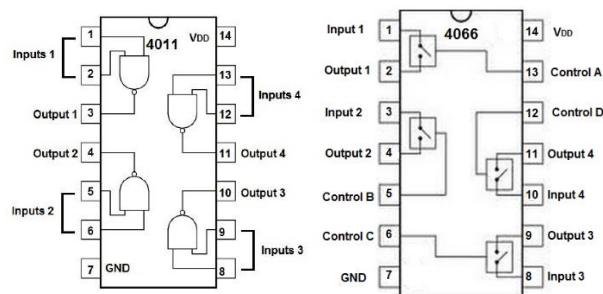 4011
1
Inputs 1
2
Output 1
3
Output 2
4
5
Inputs 2
6
7
GND
VDD
14
13
Inputs 4
12
11
Output 4
10
Output 3
9
Inputs 3
8
4066
Input 1
1
Output 1
2
Input 2
3
Output 2
4
Control B
5
Control C
6
GND
7
14
VDD
13
Control A
12
Control D
11
Output 4
10
Input 4
9
Output 3
8
Input 3